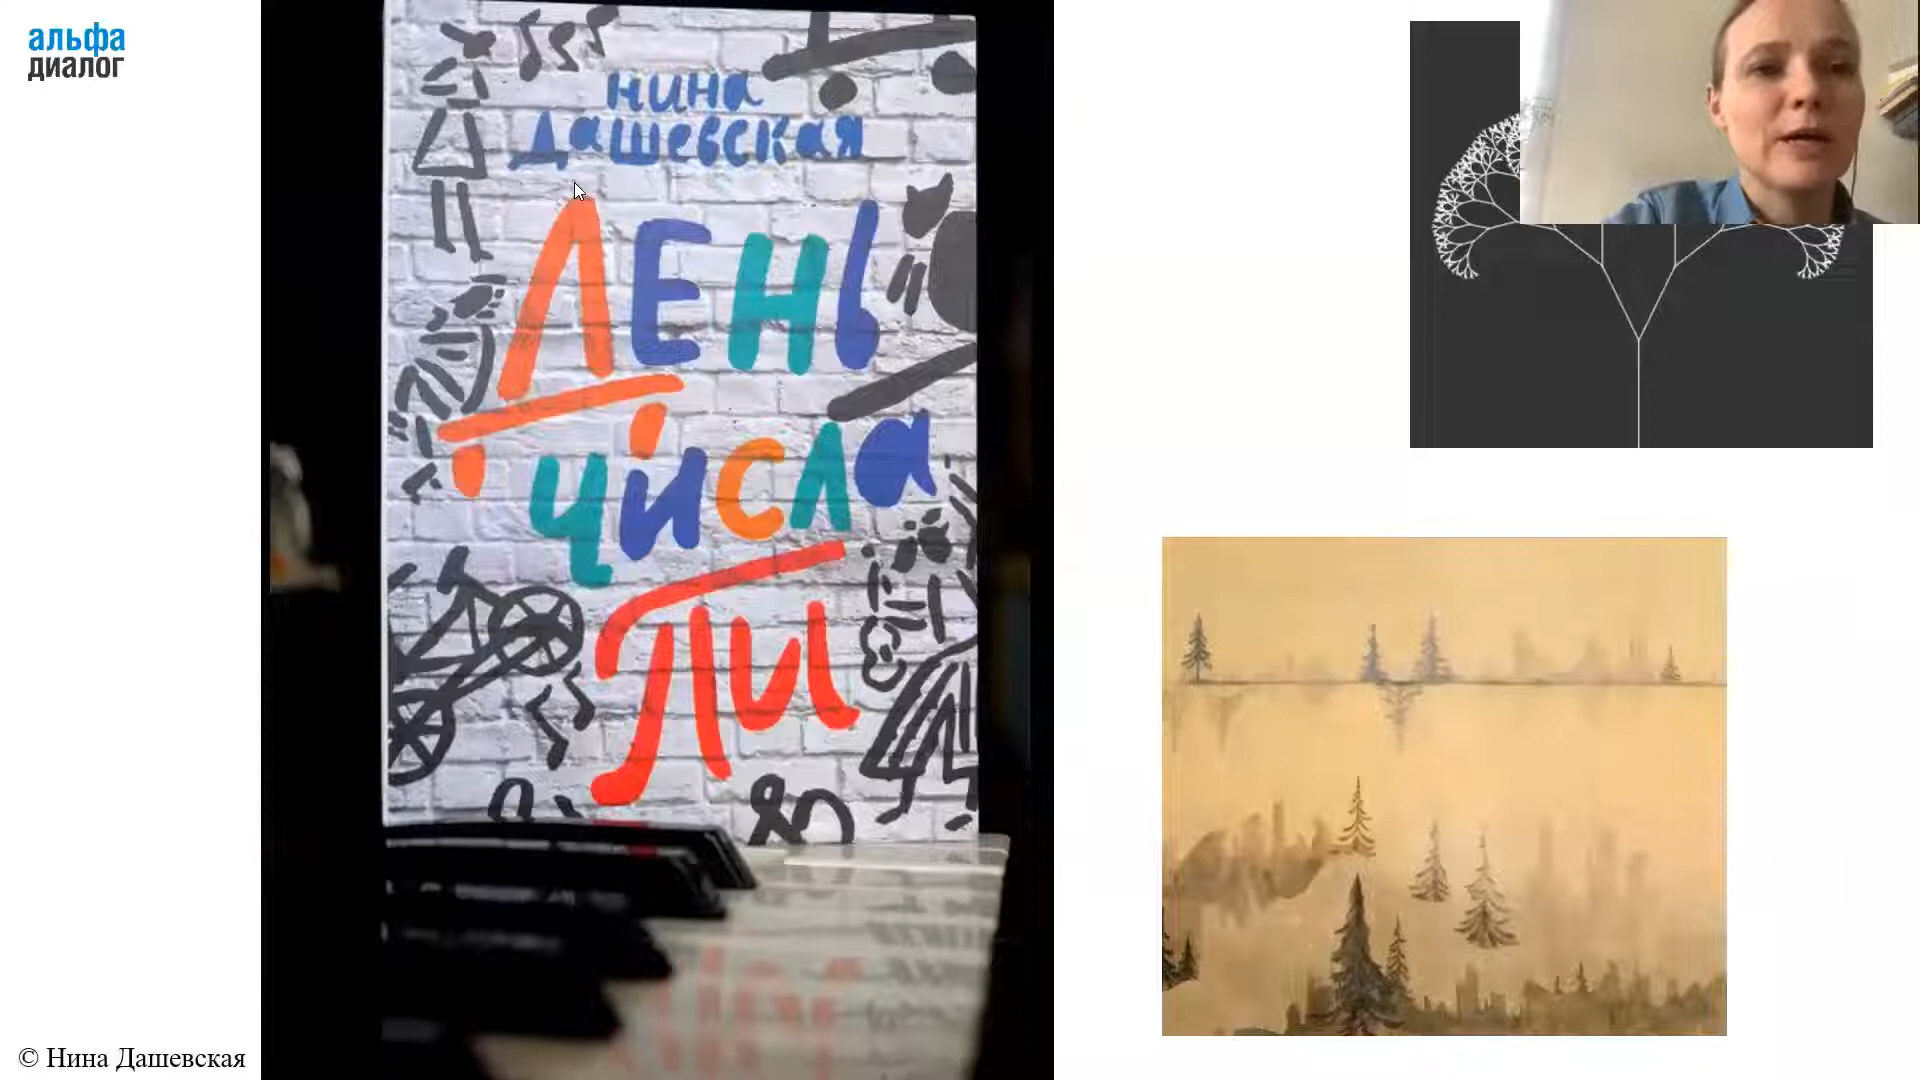 альфа
диалог
нина
дашевская
День
числа
Пи
© Нина Дашевская